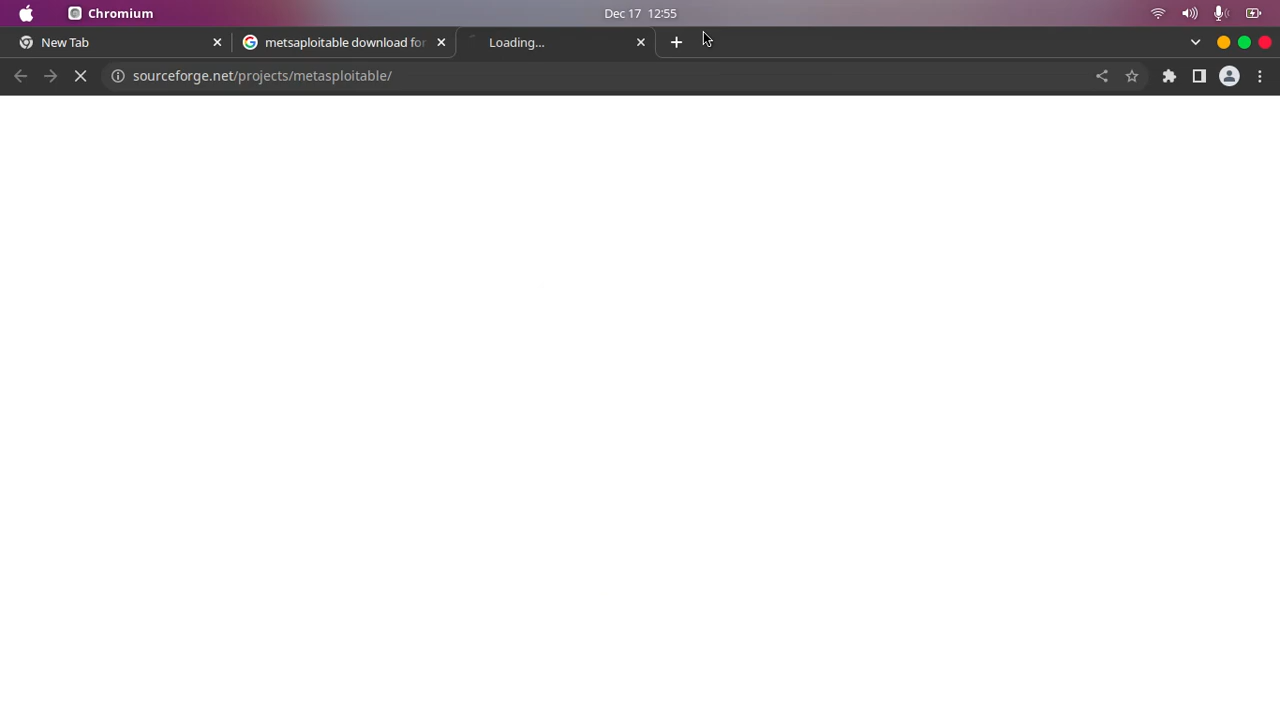 Chromium
Dec 17 12:55
New Tab
metsaploitable download for
Loading...
sourceforge.net/projects/metasploitable/